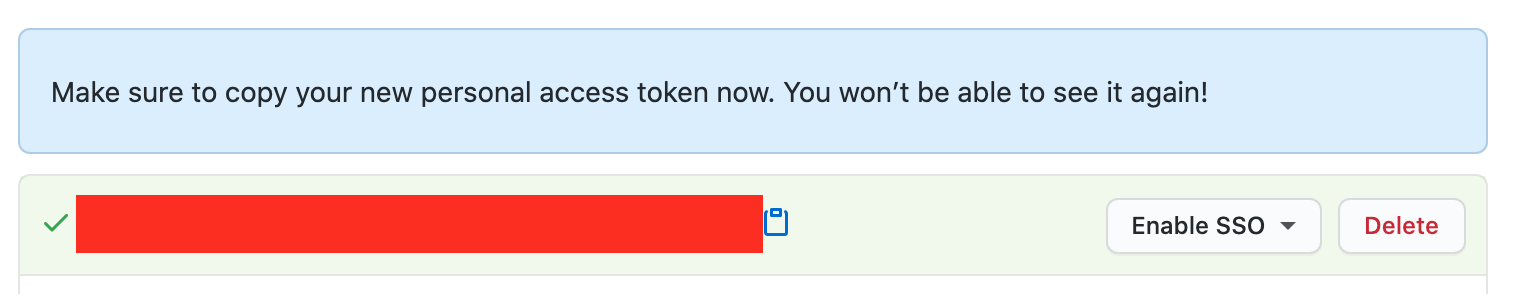 Make sure to copy your new personal access token now. You won’t be able to see it again!
Enable SSO
Delete